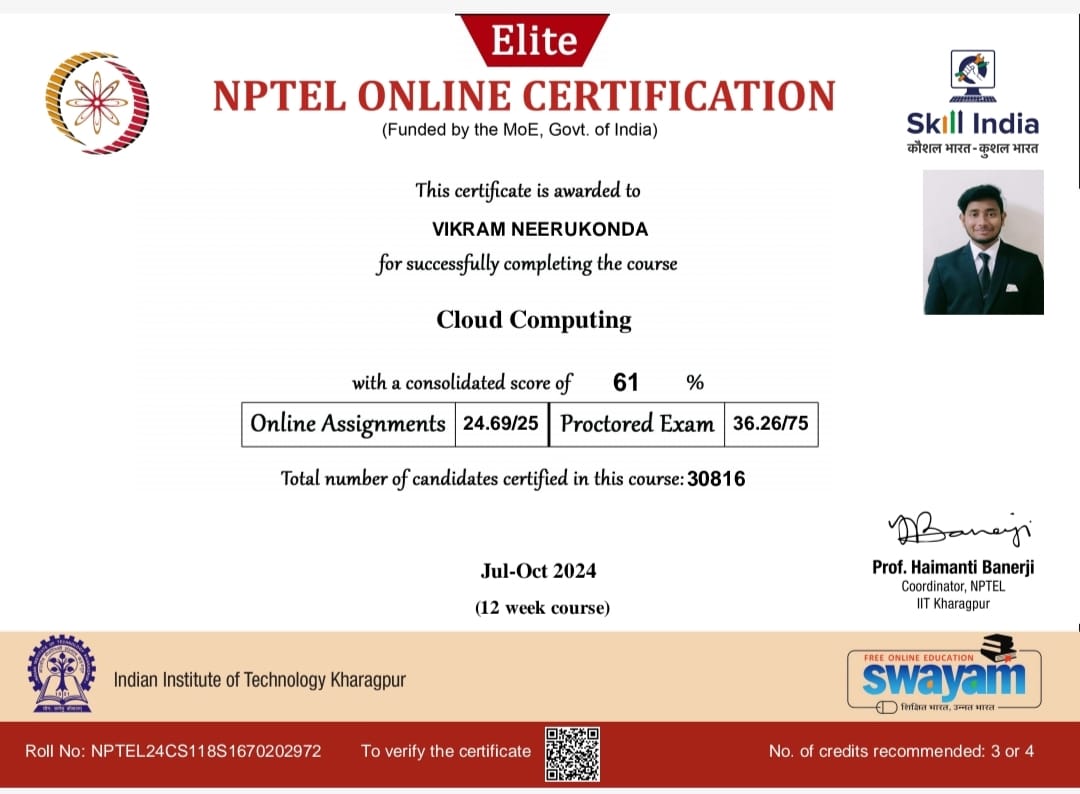 Elite
NPTEL ONLINE CERTIFICATION
(Funded by the MoE, Govt. of India)
Skill India
कौशल भारत - कुशल भारत
This certificate is awarded to
VIKRAM NEERUKONDA
for successfully completing the course
Cloud Computing
with a consolidated score of 61 %
Online Assignments 24.69/25 Proctored Exam 36.26/75
Total number of candidates certified in this course: 30816
Jul-Oct 2024
(12 week course)
Prof. Haimanti Banerji
Coordinator, NPTEL
IIT Kharagpur
Indian Institute of Technology Kharagpur
FREE ONLINE EDUCATION
swayam
शिक्षित भारत, उन्नत भारत
Roll No: NPTEL24CS118S1670202972 To verify the certificate No. of credits recommended: 3 or 4